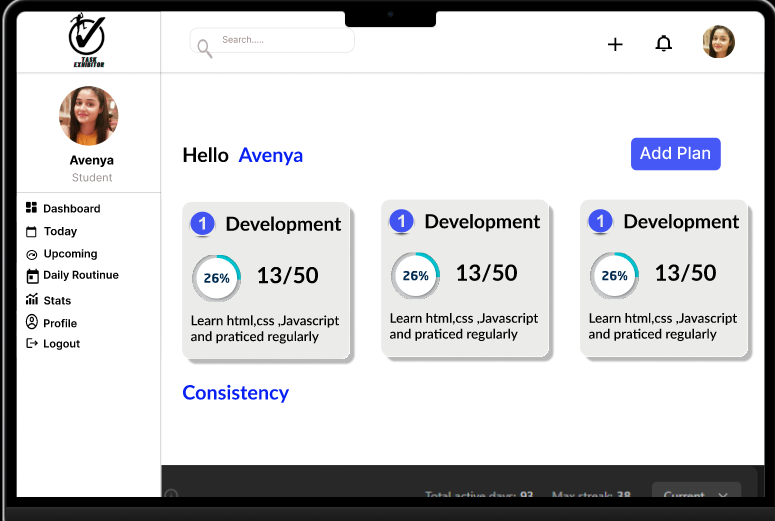 TASK
EXHIBITOR
Search.....
Avenya
Student
Dashboard
Today
Upcoming
Daily Routinue
Stats
Profile
Logout
Hello Avenya
Add Plan
1 Development
26% 13/50
Learn html,css ,Javascript
and praticed regularly
1 Development
26% 13/50
Learn html,css ,Javascript
and praticed regularly
1 Development
26% 13/50
Learn html,css ,Javascript
and praticed regularly
Consistency
Total active days: 93 Max streak: 38 Current